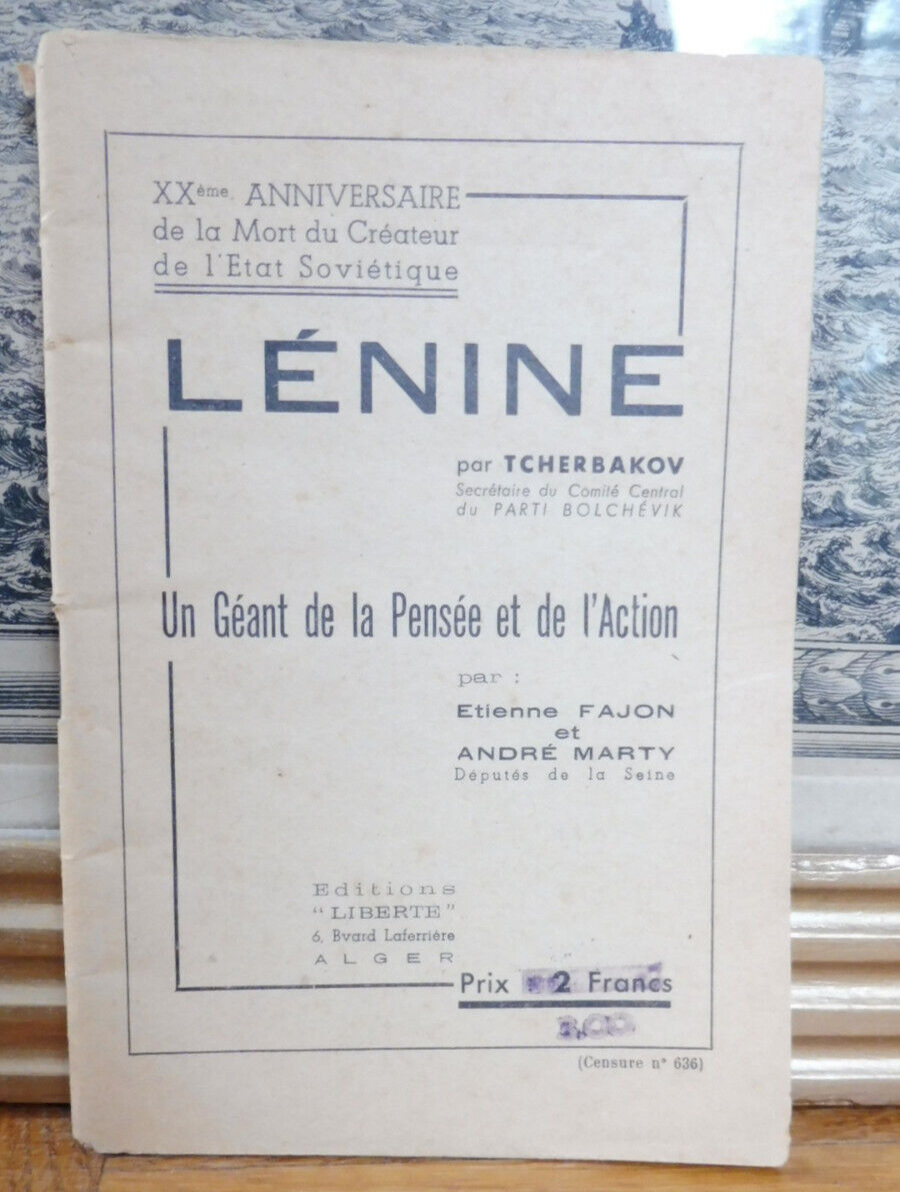 XXème ANNIVERSAIRE
de la Mort du Créateur
de l'Etat Soviétique
LÉNINE
par TCHERBAKOV
Secrétaire du Comité Central
du PARTI BOLCHÉVIK
Un Géant de la Pensée et de l'Action
par :
Etienne FAJON
et
ANDRÉ MARTY
Députés de la Seine
Editions
"LIBERTE"
6, Bvard Laferrière
ALGER
Prix : 2 Francs
(Censure n° 636)